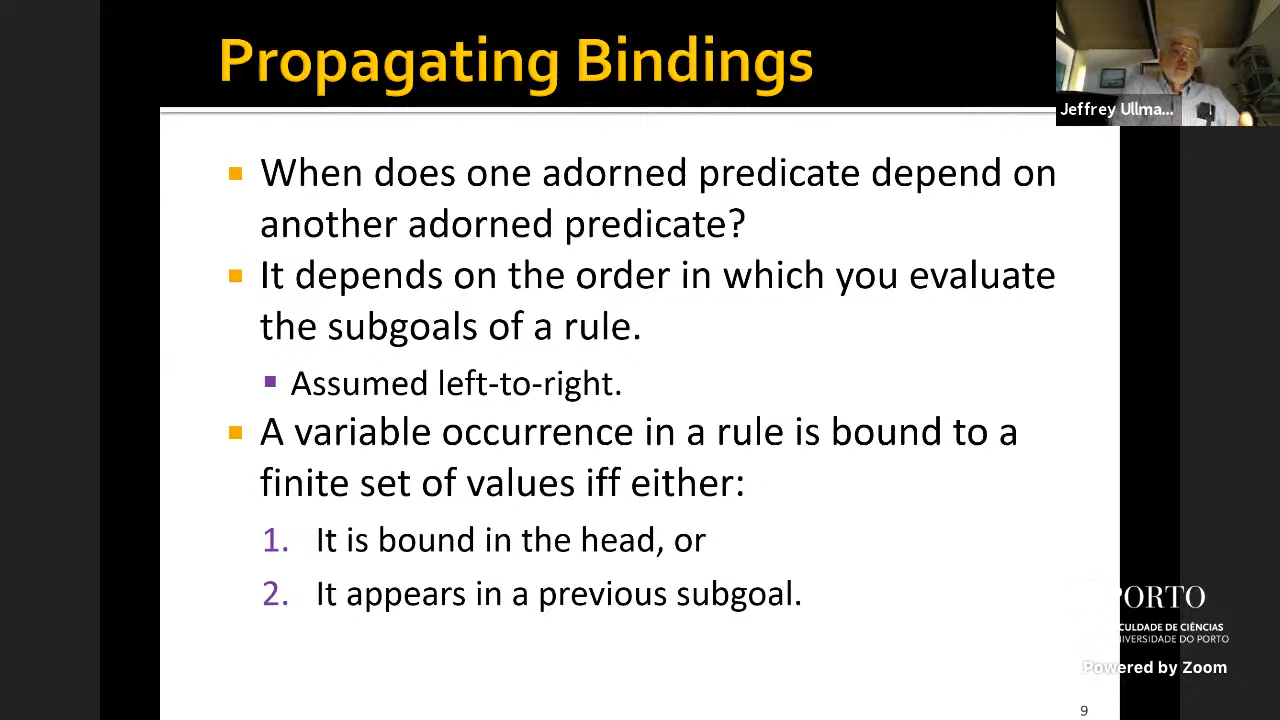 Propagating Bindings
Jeffrey Ullma...
When does one adorned predicate depend on
another adorned predicate?
It depends on the order in which you evaluate
the subgoals of a rule.
Assumed left-to-right.
A variable occurrence in a rule is bound to a
finite set of values iff either:
1. It is bound in the head, or
2. It appears in a previous subgoal.
PORTO
CULDADE DE CIÊNCIAS
NIVERSIDADE DO PORTO
Powered by Zoom
9